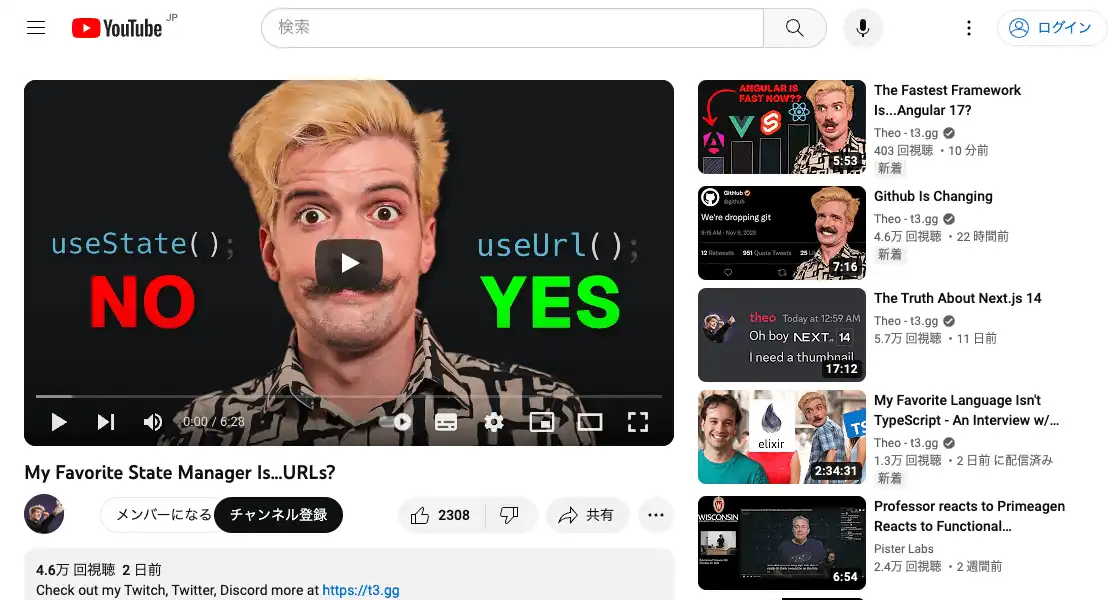 YouTube JP
検索
ログイン
useState();
NO
useUrl();
YES
0:00 / 6:28
My Favorite State Manager Is...URLs?
メンバーになる
チャンネル登録
2308
共有
4.6万 回視聴 2 日前
Check out my Twitch, Twitter, Discord more at https://t3.gg
ANGULAR IS
FAST NOW??
5:53
The Fastest Framework
Is...Angular 17?
Theo - t3.gg
403 回視聴 ・10 分前
新着
GitHub
@github
We're dropping git
9:15 AM · Nov 9, 2023
12 Retweets 951 Quote Tweets
7:16
Github Is Changing
Theo - t3.gg
4.6万 回視聴 ・22 時間前
新着
theo Today at 12:59 AM
Oh boy NEXT.js 14
I need a thumbnail
17:12
The Truth About Next.js 14
Theo - t3.gg
5.7万 回視聴 ・11 日前
elixir
TS
2:34:31
My Favorite Language Isn't
TypeScript - An Interview w/...
Theo - t3.gg
1.3万 回視聴 ・2 日前 に配信済み
新着
W
WISCONSIN
6:54
Professor reacts to Primeagen
Reacts to Functional...
Pister Labs
2.4万 回視聴 ・2 週間前